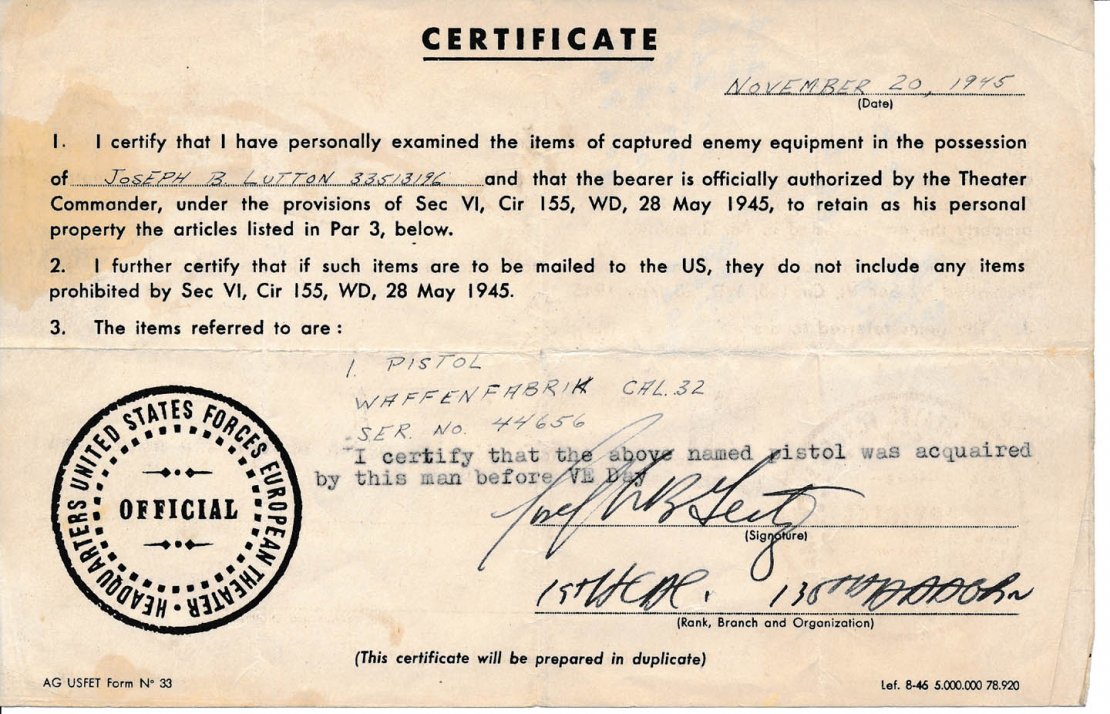 CERTIFICATE
NOVEMBER 20, 1945
(Date)
1. I certify that I have personally examined the items of captured enemy equipment in the possession
of JOSEPH B. LUTTON 33513196 and that the bearer is officially authorized by the Theater
Commander, under the provisions of Sec VI, Cir 155, WD, 28 May 1945, to retain as his personal
property the articles listed in Par 3, below.
2. I further certify that if such items are to be mailed to the US, they do not include any items
prohibited by Sec VI, Cir 155, WD, 28 May 1945.
3. The items referred to are :
1. PISTOL
WAFFENFABRIK CAL. 32
SER. NO. 44656
I certify that the above named pistol was acquaired
by this man before VE Day
(Signature)
(Rank, Branch and Organization)
HEADQUARTERS UNITED STATES FORCES EUROPEAN THEATER •
OFFICIAL
(This certificate will be prepared in duplicate)
AG USFET Form N° 33
Lef. 8-45 5.000.000 78.920